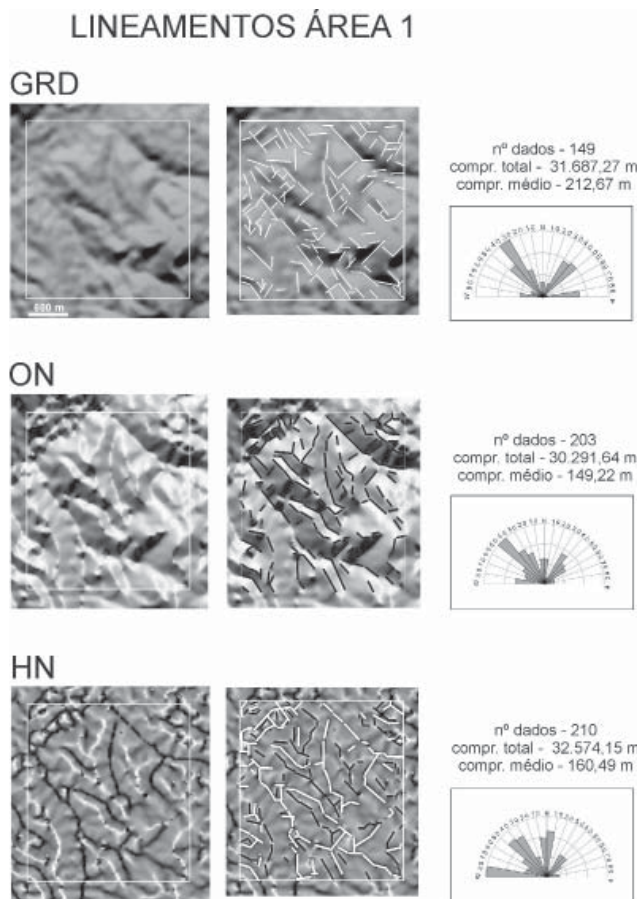 LINEAMENTOS ÁREA 1
GRD
600 m
nº dados - 149
compr. total - 31.687,27 m
compr. médio - 212,67 m
ON
nº dados - 203
compr. total - 30.291,64 m
compr. médio - 149,22 m
HN
nº dados - 210
compr. total - 32.574,15 m
compr. médio - 160,49 m